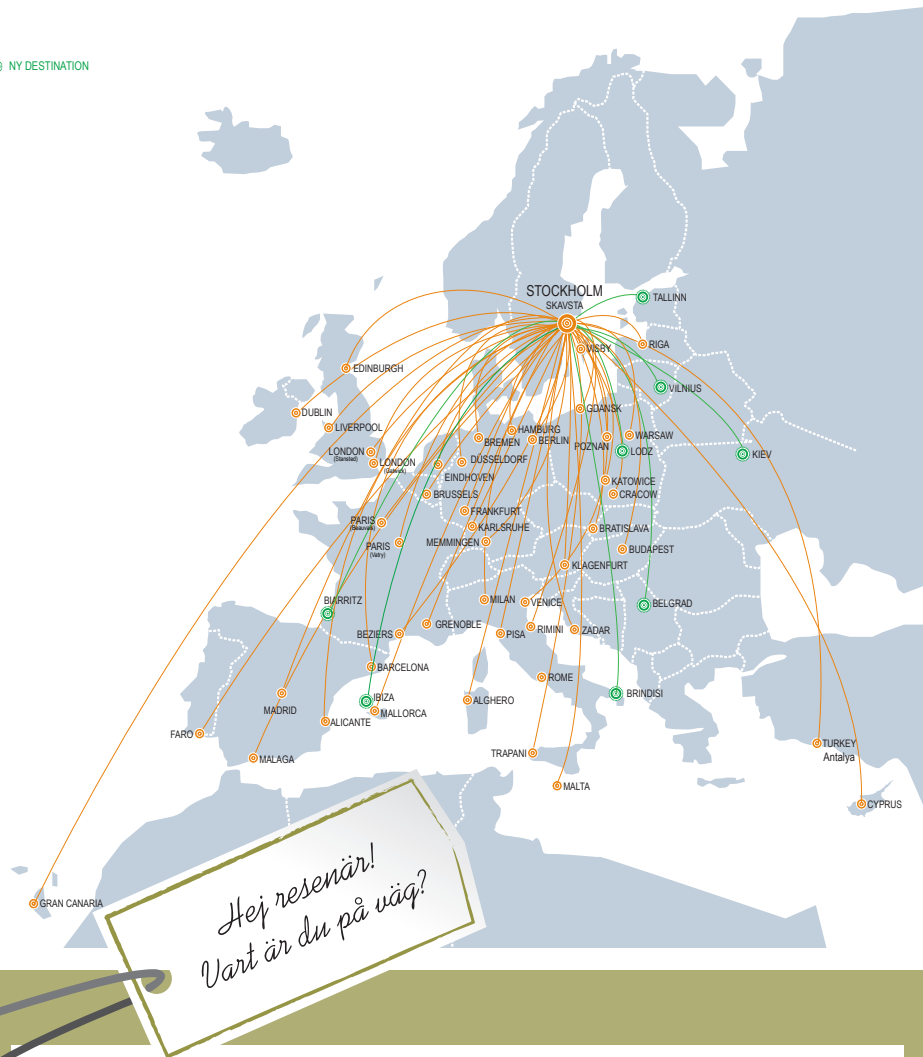 NY DESTINATION
STOCKHOLM
SKAVSTA
TALLINN
RIGA
VISBY
EDINBURGH
VILNIUS
DUBLIN
GDANSK
LIVERPOOL
HAMBURG
BREMEN
BERLIN
WARSAW
POZNAN
LODZ
KIEV
LONDON
(Stansted)
LONDON
(Gatwick)
DÜSSELDORF
EINDHOVEN
KATOWICE
BRUSSELS
CRACOW
FRANKFURT
PARIS
(Beauvais)
KARLSRUHE
BRATISLAVA
PARIS
(Vatry)
MEMMINGEN
BUDAPEST
KLAGENFURT
BIARRITZ
MILAN
VENICE
BELGRAD
GRENOBLE
BEZIERS
PISA
RIMINI
ZADAR
BARCELONA
ROME
IBIZA
BRINDISI
MADRID
MALLORCA
ALGHERO
ALICANTE
FARO
TURKEY
Antalya
MALAGA
TRAPANI
MALTA
CYPRUS
GRAN CANARIA
Hej resenär!
Vart är du på väg?